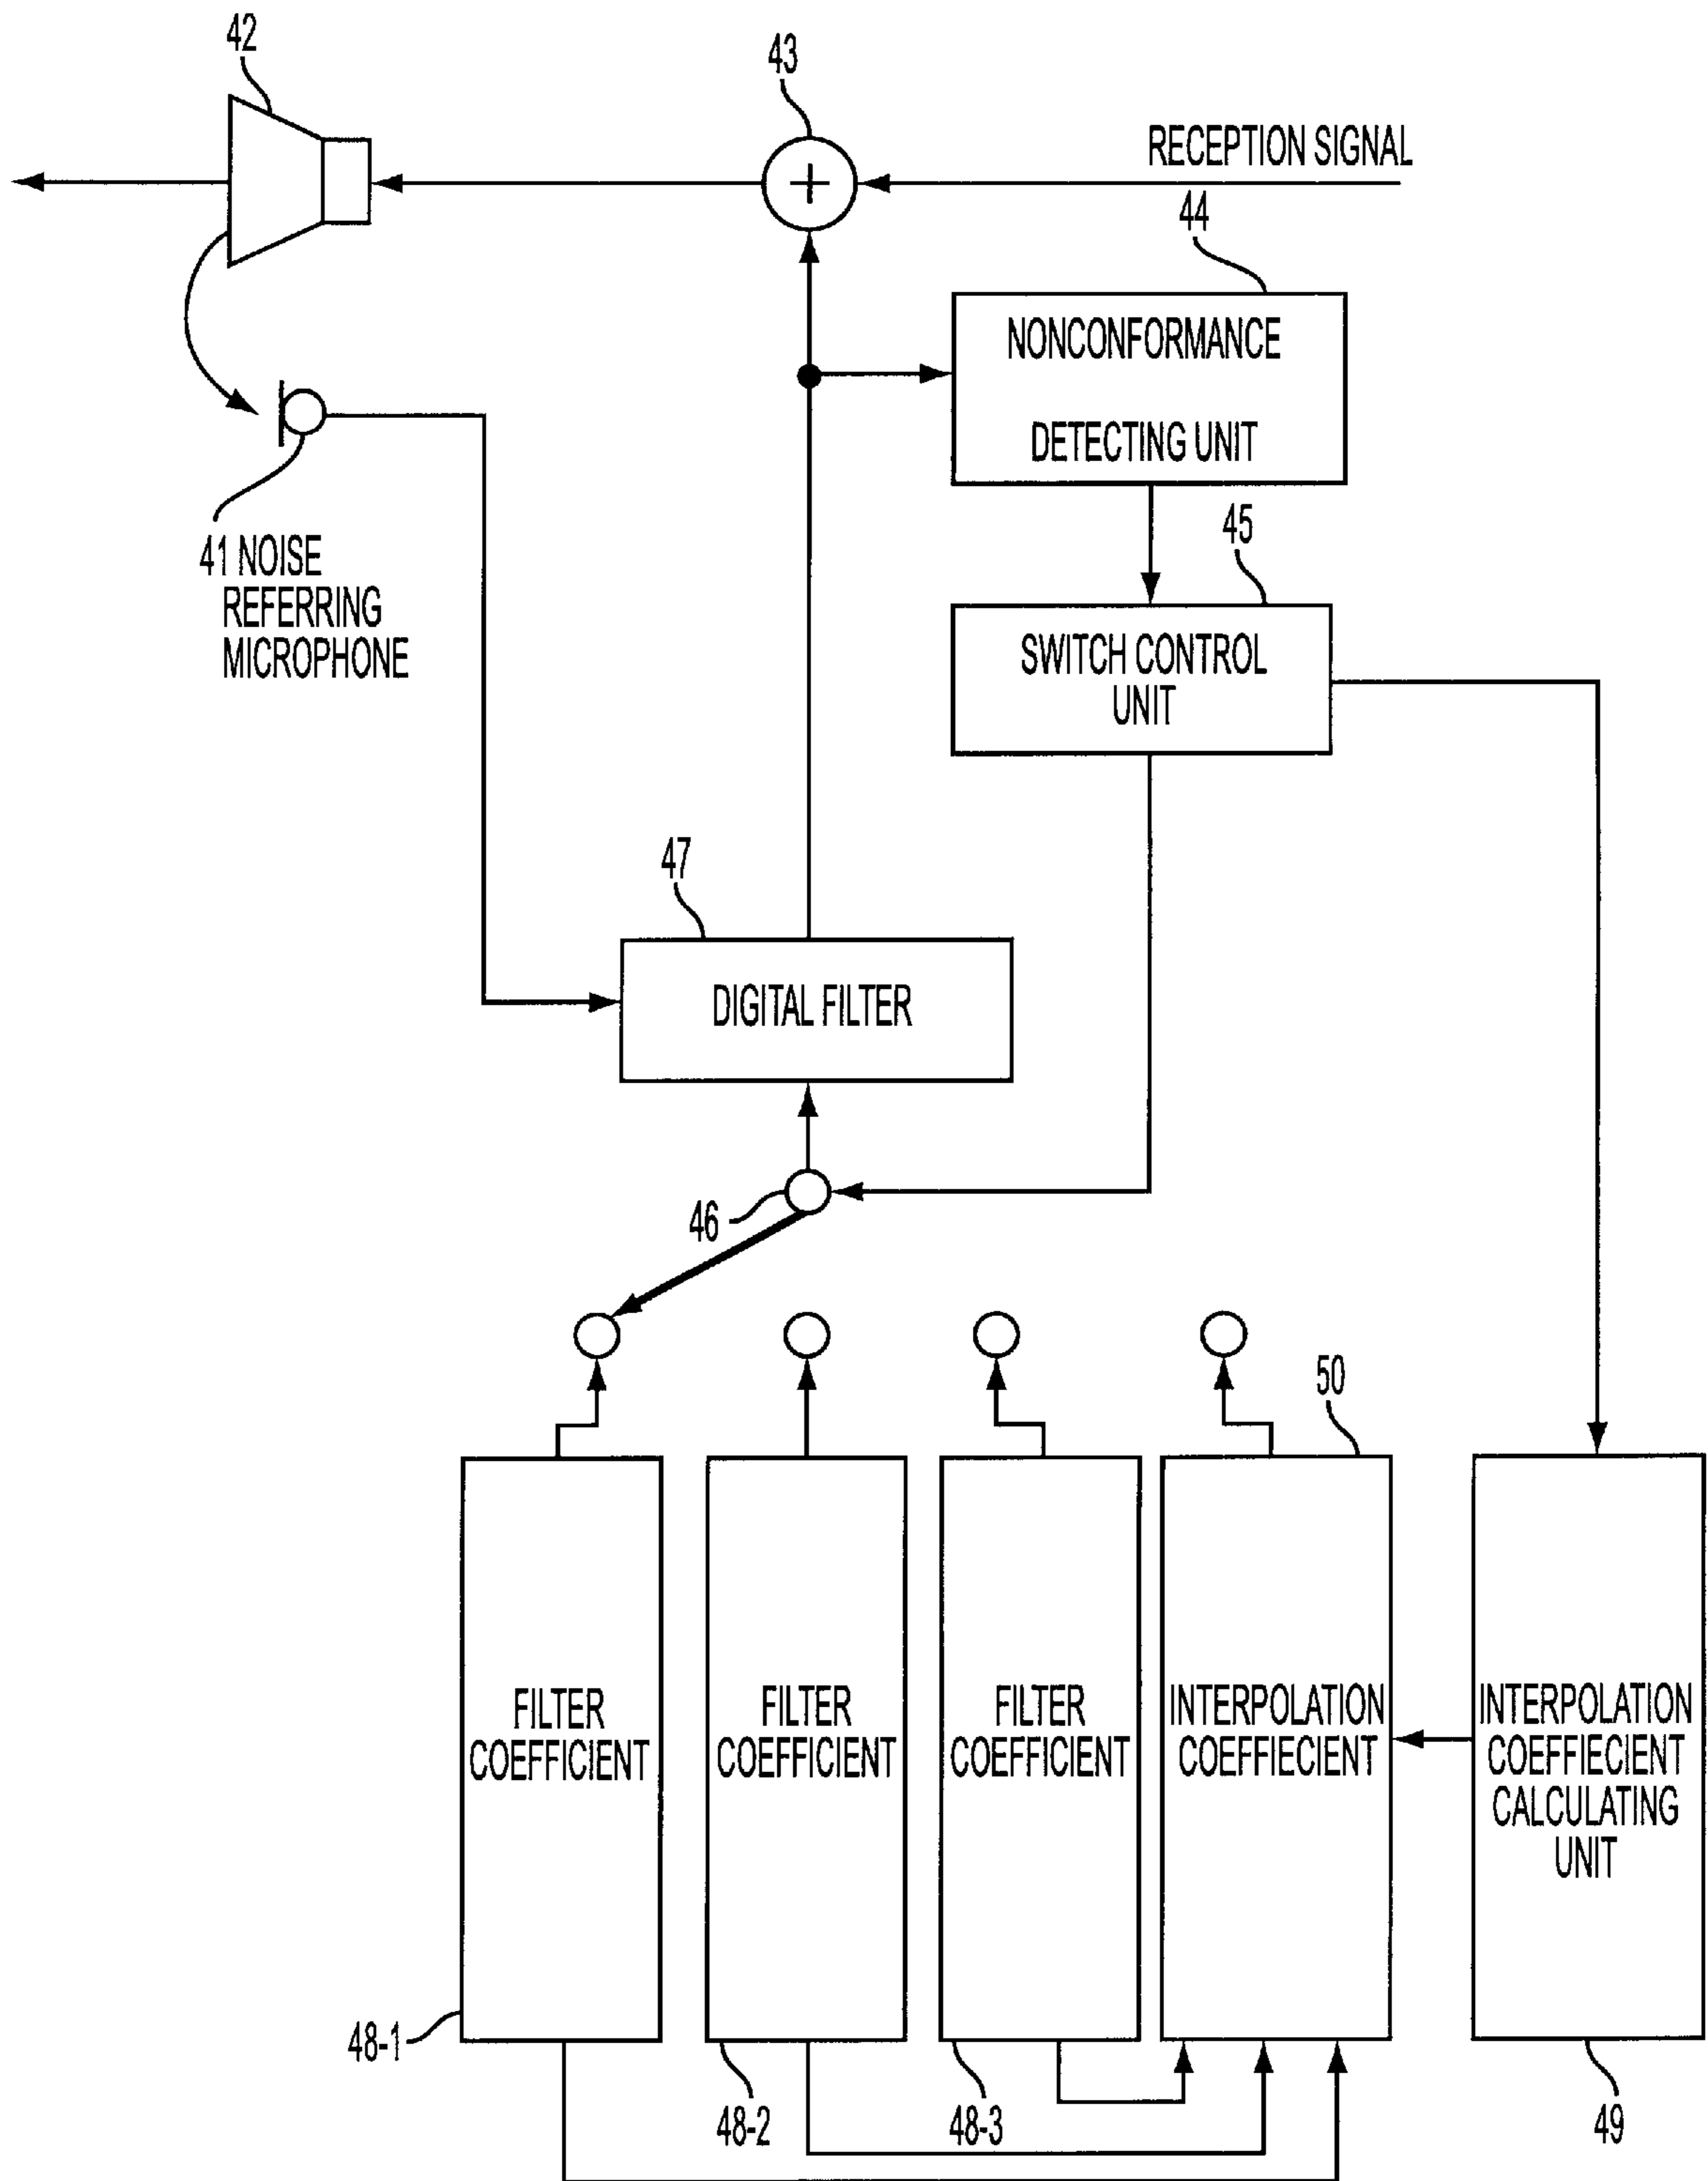 42
43
RECEPTION SIGNAL
44
NONCONFORMANCE
DETECTING UNIT
41 NOISE
REFERRING
MICROPHONE
45
SWITCH CONTROL
UNIT
47
DIGITAL FILTER
46
50
FILTER
COEFFICIENT
FILTER
COEFFICIENT
FILTER
COEFFICIENT
INTERPOLATION
COEFFIECIENT
INTERPOLATION
COEFFIECIENT
CALCULATING
UNIT
48-1
48-2
48-3
49